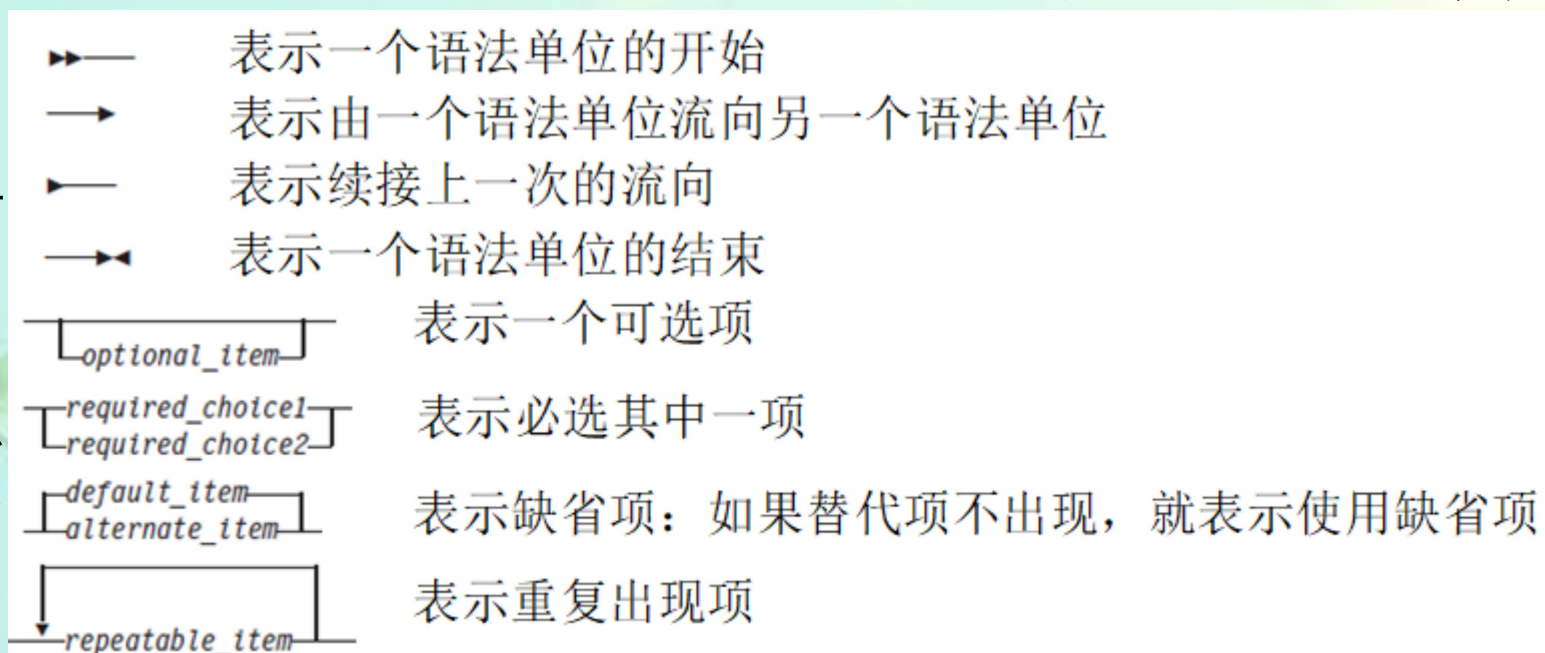 表示一个语法单位的开始
表示由一个语法单位流向另一个语法单位
表示续接上一次的流向
表示一个语法单位的结束
optional_item
表示一个可选项
required_choice1
required_choice2
表示必选其中一项
default_item
alternate_item
表示缺省项：如果替代项不出现，就表示使用缺省项
repeatable_item
表示重复出现项